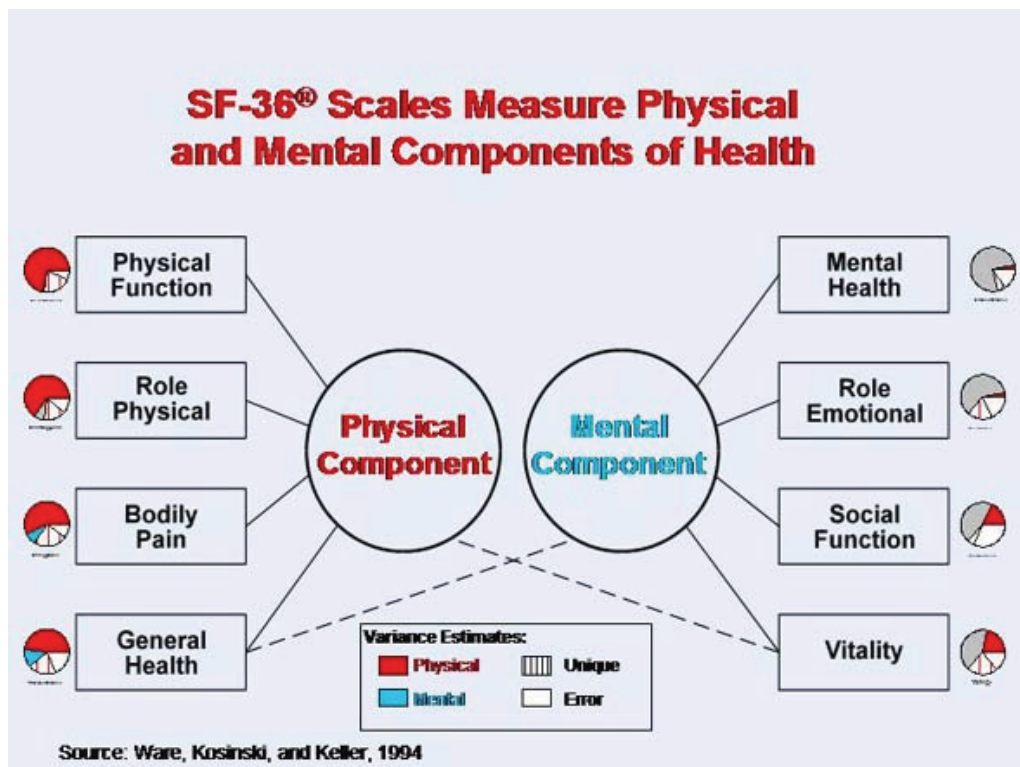 SF-36® Scales Measure Physical
and Mental Components of Health
Physical
Function
Role
Physical
Bodily
Pain
General
Health
Physical
Component
Mental
Component
Mental
Health
Role
Emotional
Social
Function
Vitality
Variance Estimates:
Physical
Unique
Mental
Error
Source: Ware, Kosinski, and Keller, 1994